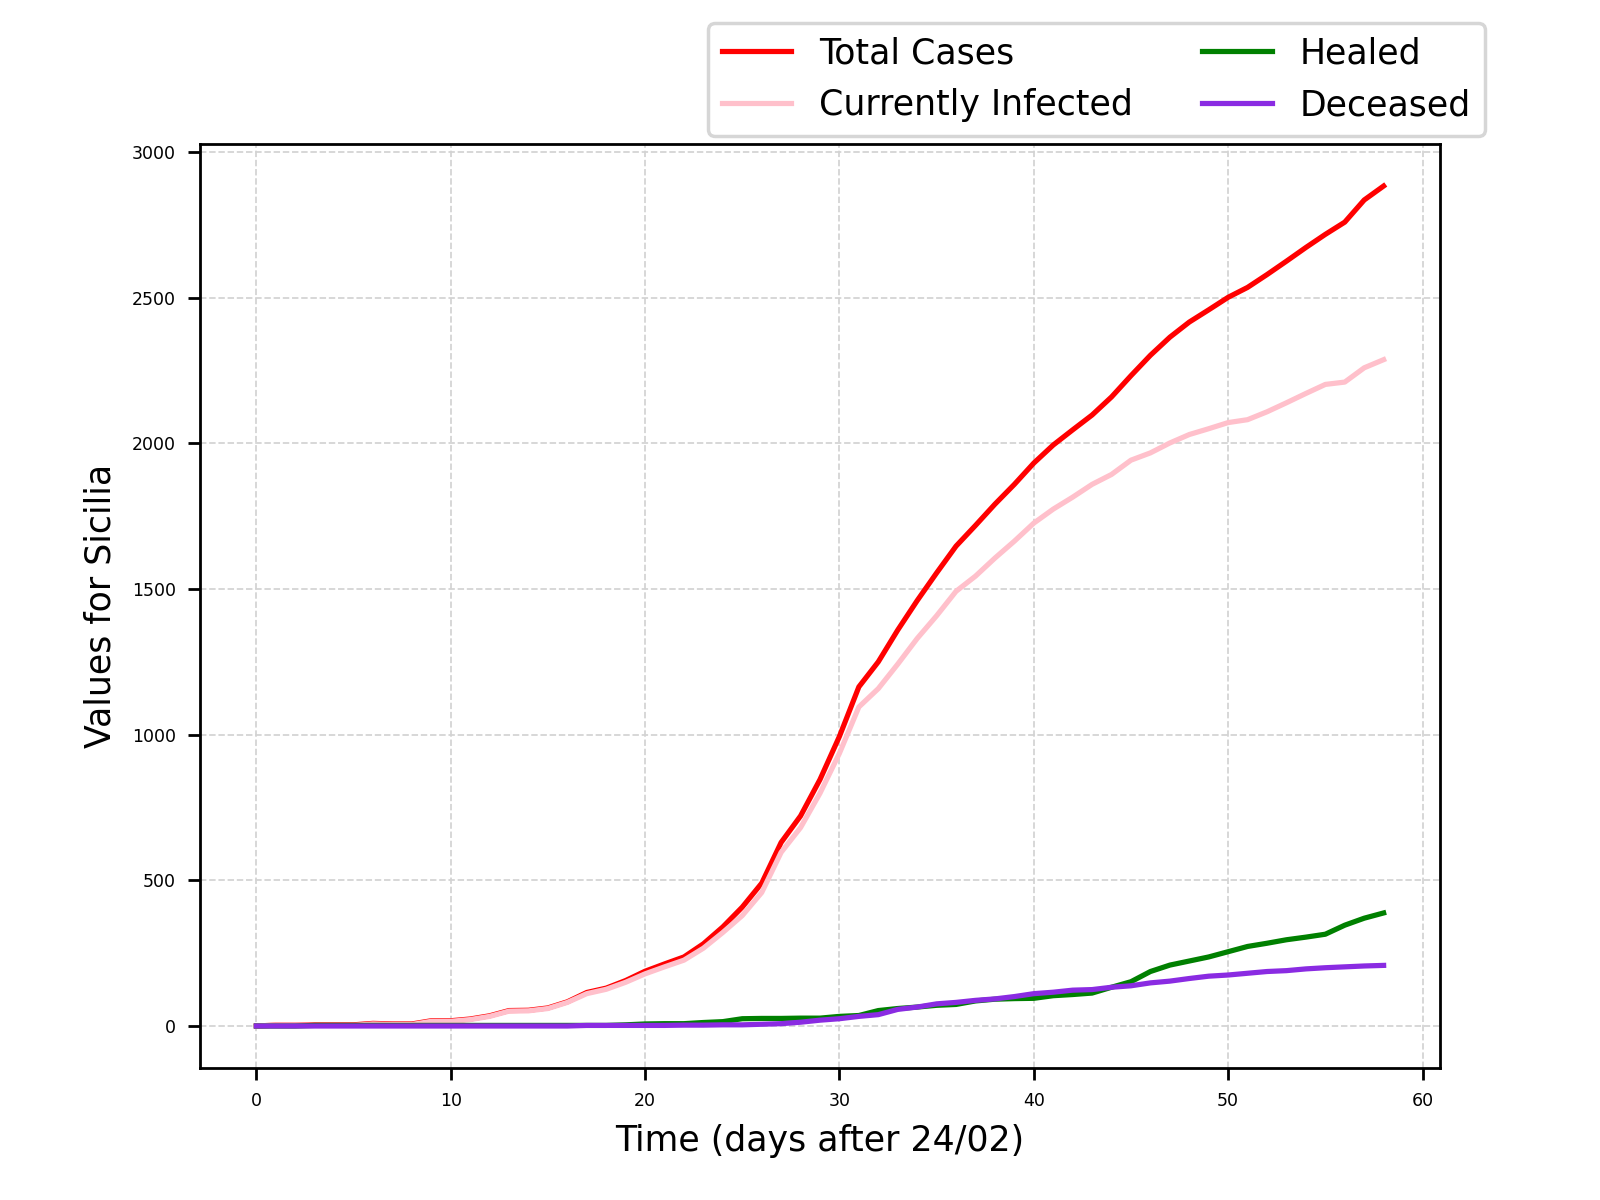 Total Cases
Currently Infected
Healed
Deceased
3000
2500
2000
1500
1000
500
0
Values for Sicilia
0 10 20 30 40 50 60
Time (days after 24/02)